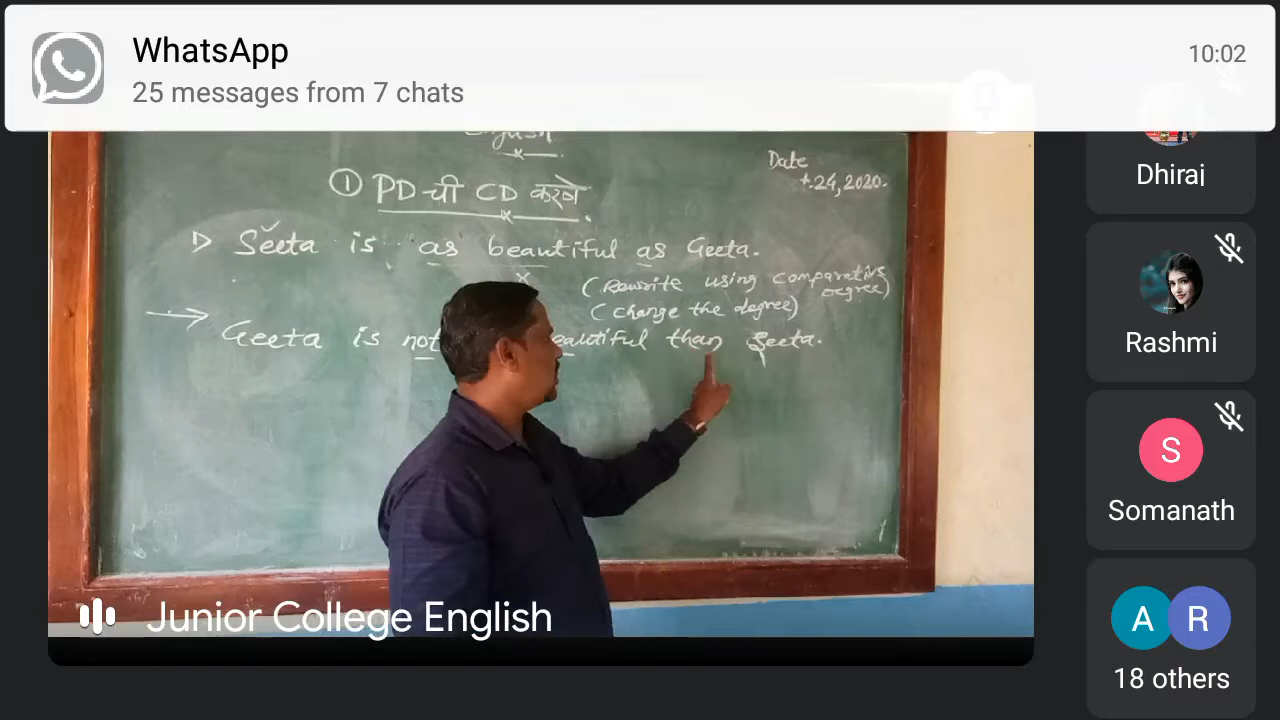 WhatsApp
10:02
25 messages from 7 chats
English
Date
24, 2020.
① PD ची CD करणे
Seeta is as beautiful as Geeta.
(Rewrite using comparative degree)
(change the degree)
→ Geeta is not eautiful than Seeta.
Junior College English
Dhiraj
Rashmi
S
Somanath
A R
18 others